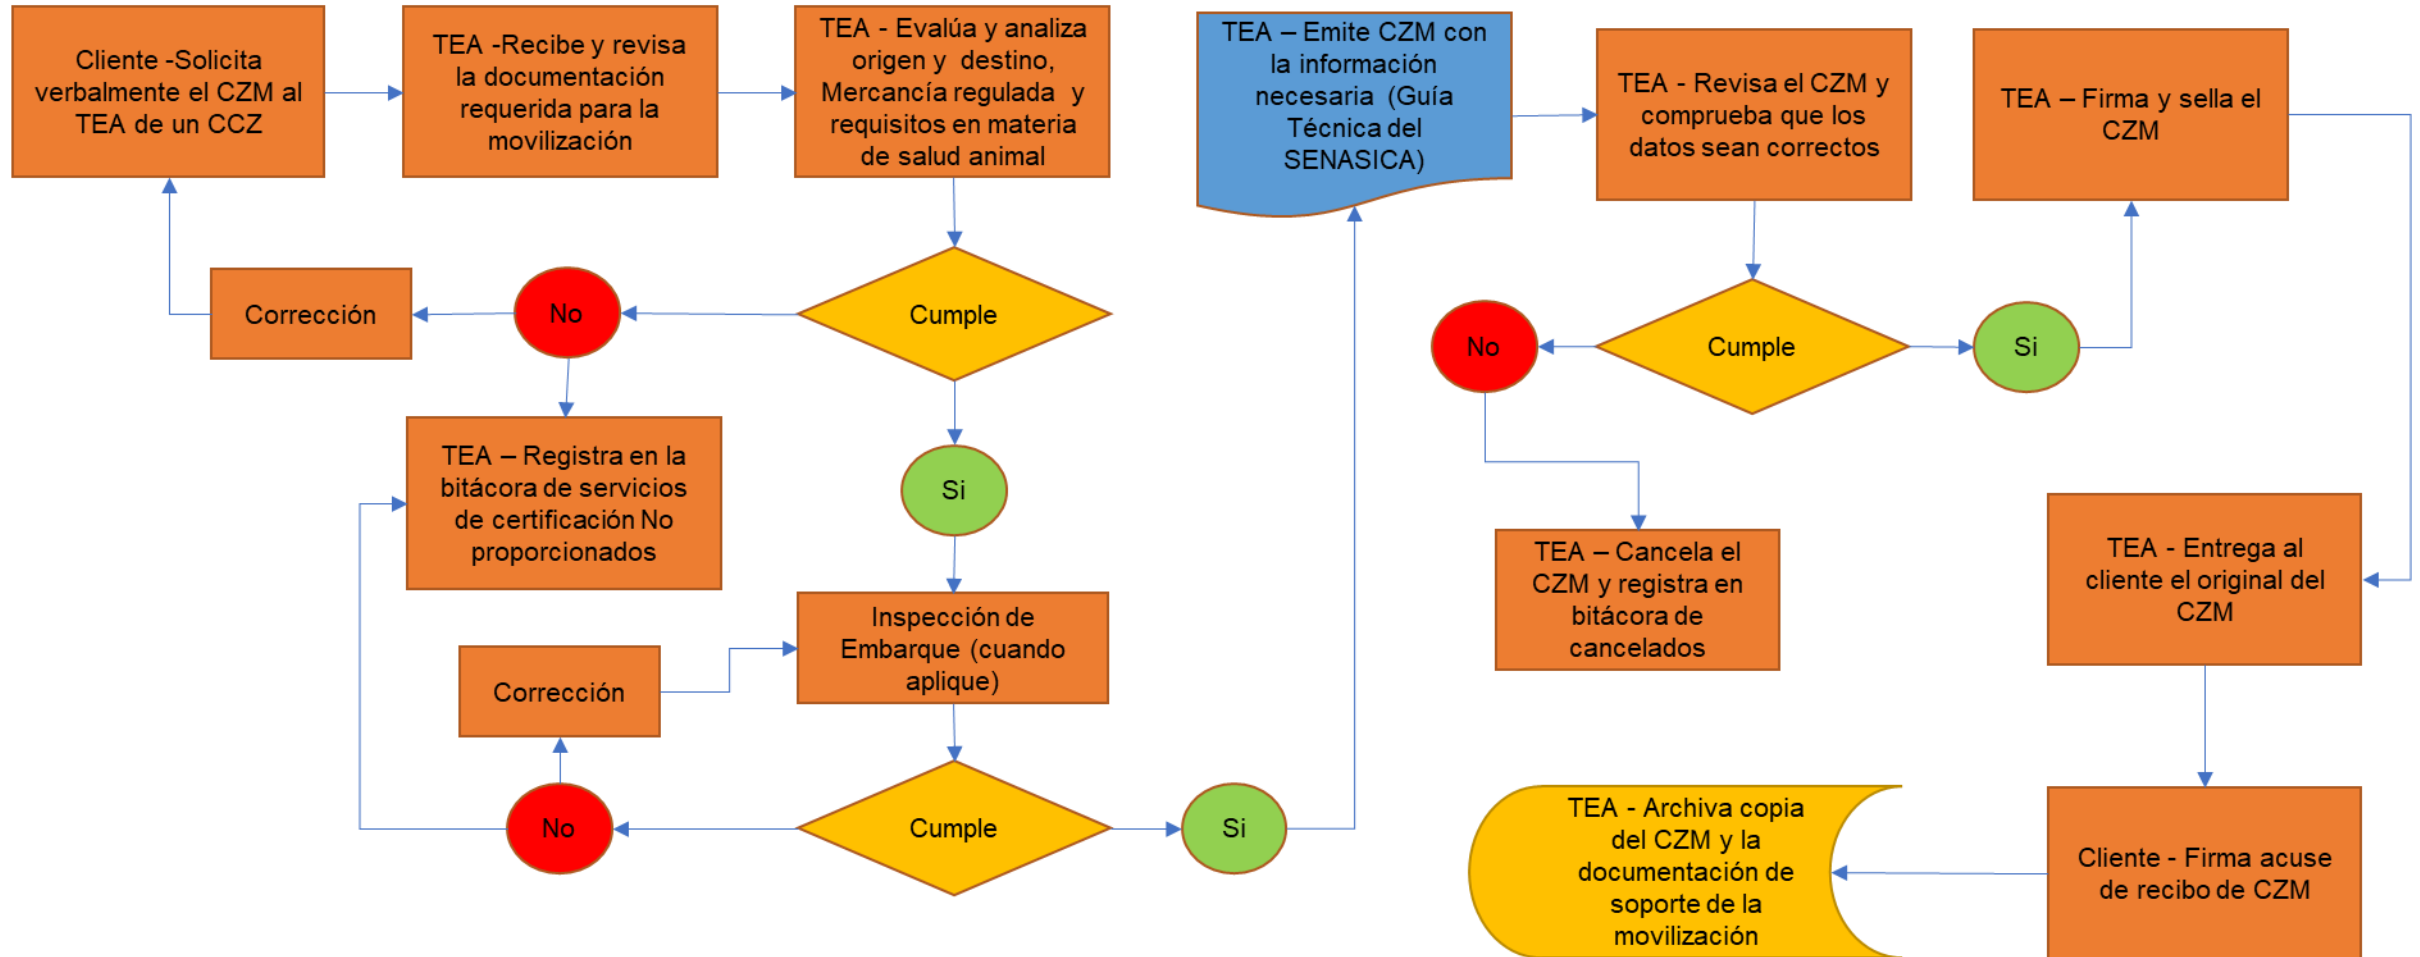 Cliente -Solicita
verbalmente el CZM al
TEA de un CCZ
TEA -Recibe y revisa
la documentación
requerida para la
movilización
TEA - Evalúa y analiza
origen y destino,
Mercancía regulada y
requisitos en materia
de salud animal
Cumple
No
Corrección
TEA – Registra en la
bitácora de servicios
de certificación No
proporcionados
Si
Inspección de
Embarque (cuando
aplique)
Corrección
Cumple
No
Si
TEA – Emite CZM con
la información
necesaria (Guía
Técnica del
SENASICA)
TEA - Revisa el CZM y
comprueba que los
datos sean correctos
Cumple
No
TEA – Cancela el
CZM y registra en
bitácora de
cancelados
Si
TEA – Firma y sella el
CZM
TEA - Entrega al
cliente el original del
CZM
Cliente - Firma acuse
de recibo de CZM
TEA - Archiva copia
del CZM y la
documentación de
soporte de la
movilización